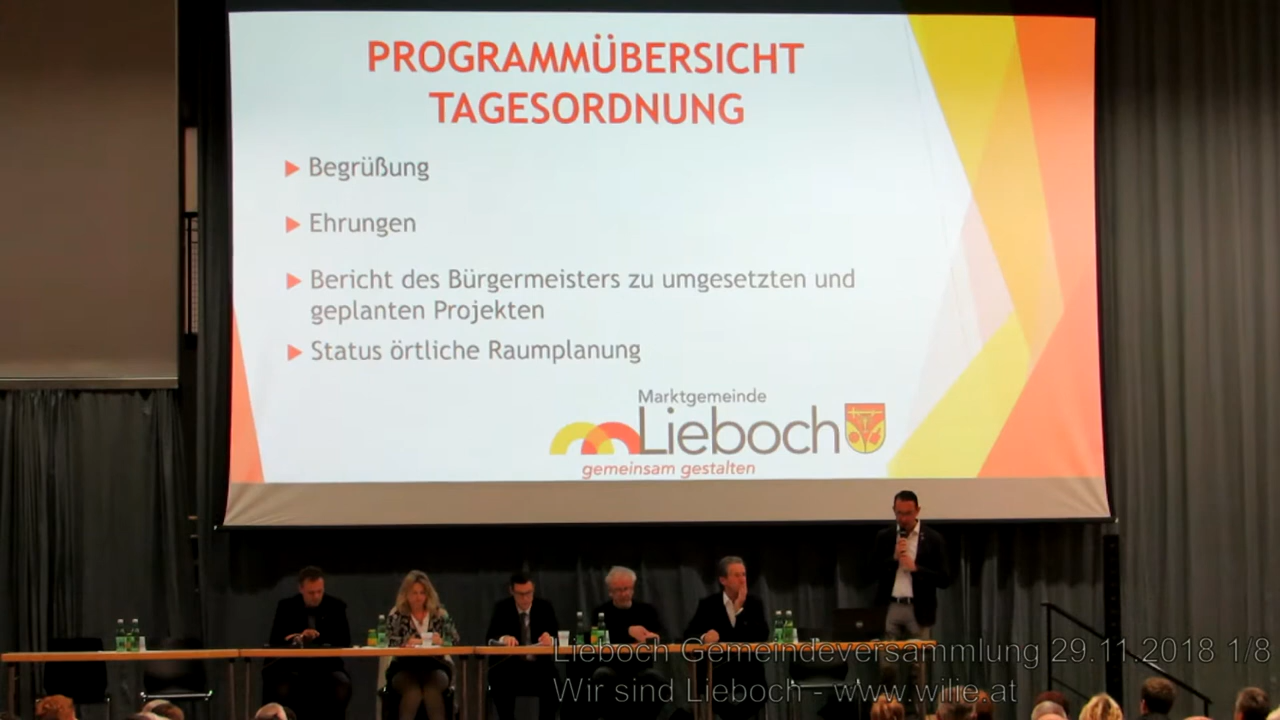 PROGRAMMÜBERSICHT
TAGESORDNUNG
Begrüßung
Ehrungen
Bericht des Bürgermeisters zu umgesetzten und
geplanten Projekten
Status örtliche Raumplanung
Marktgemeinde
Lieboch
gemeinsam gestalten
Lieboch Gemeindeversammlung 29.11.2018 1/8
Wir sind Lieboch - www.wilie.at